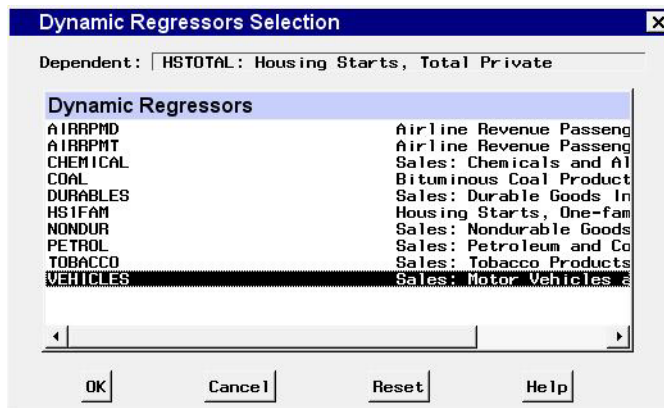 Dynamic Regressors Selection
Dependent: HSTOTAL: Housing Starts, Total Private
Dynamic Regressors
AIRRPMD Airline Revenue Passeng
AIRRPMT Airline Revenue Passeng
CHEMICAL Sales: Chemicals and Al
COAL Bituminous Coal Product
DURABLES Sales: Durable Goods In
HS1FAM Housing Starts, One-fam
NONDUR Sales: Nondurable Goods
PETROL Sales: Petroleum and Co
TOBACCO Sales: Tobacco Products
VEHICLES Sales: Motor Vehicles a
OK Cancel Reset Help